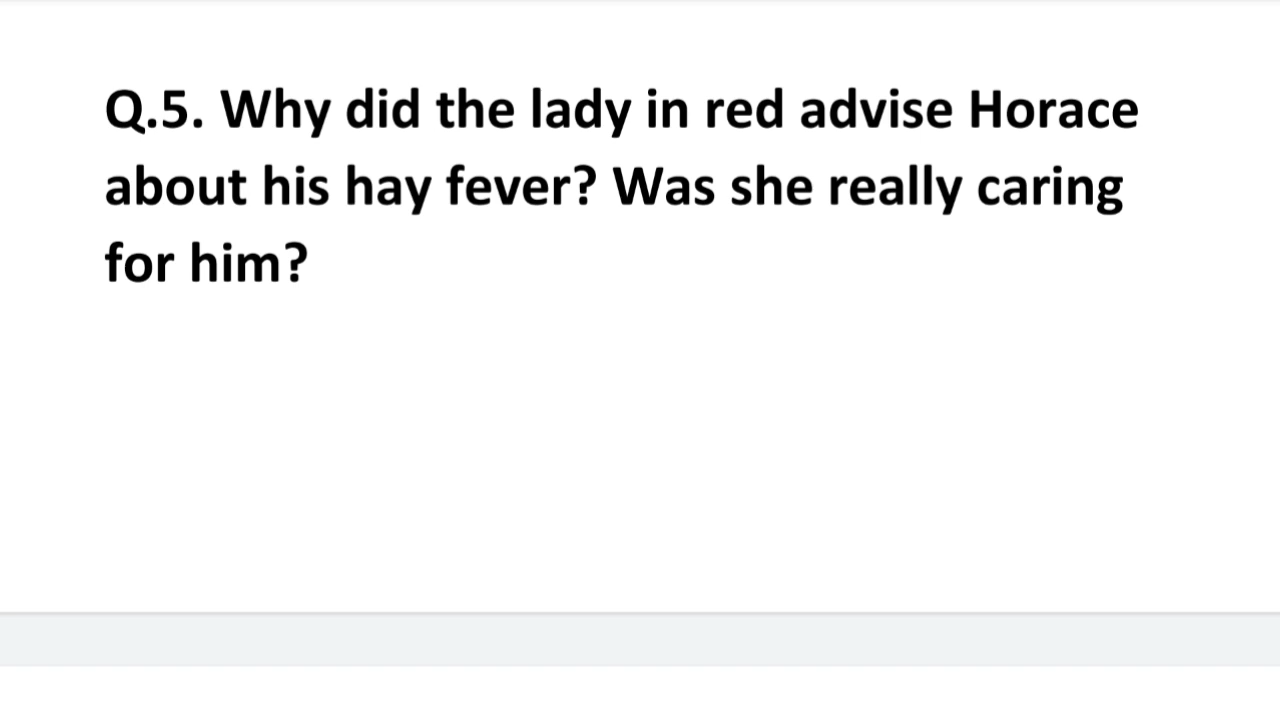 Q.5. Why did the lady in red advise Horace
about his hay fever? Was she really caring
for him?